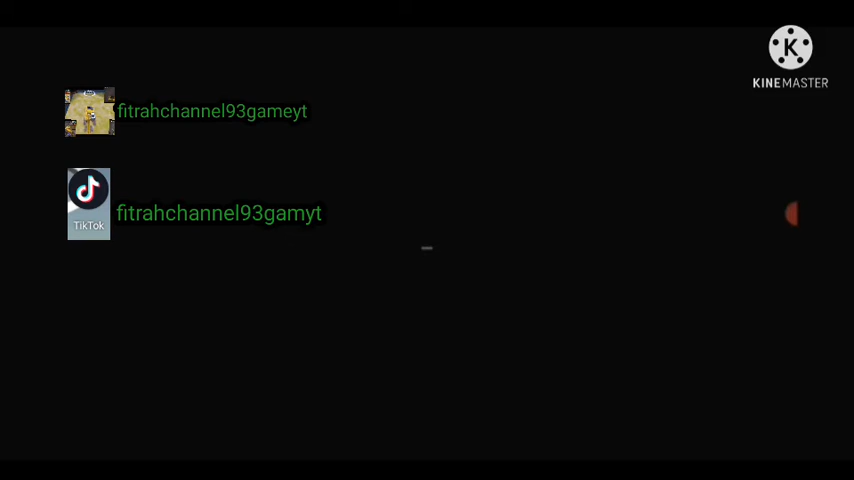 K
KINEMASTER
fitrahchannel93gameyt
TikTok
fitrahchannel93gamyt